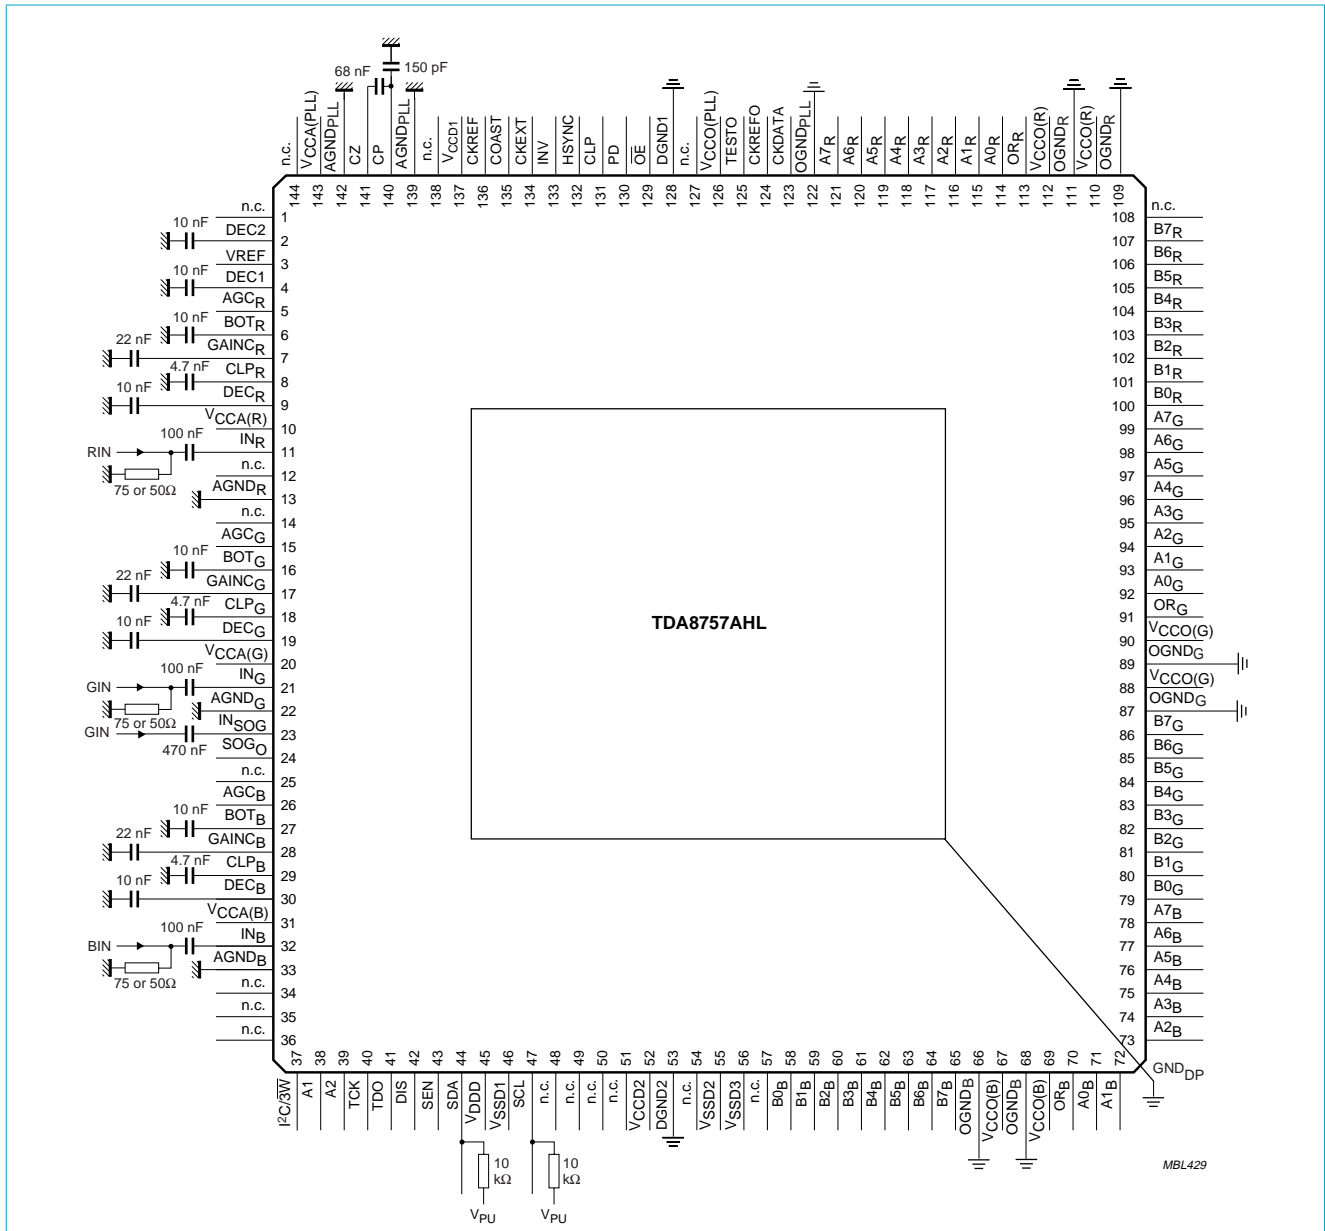 68 nF
150 pF
n.c.
VCCA(PLL)
AGNDPLL
CZ
CP
AGNDPLL
n.c.
VCCD1
CKREF
COAST
CKEXT
INV
HSYNC
CLP
PD
OE
DGND1
n.c.
VCCO(PLL)
TESTO
CKREFO
CKDATA
OGNDPLL
A7R
A6R
A5R
A4R
A3R
A2R
A1R
A0R
ORR
VCCO(R)
OGNDR
VCCO(R)
OGNDR
144
143
142
141
140
139
138
137
136
135
134
133
132
131
130
129
128
127
126
125
124
123
122
121
120
119
118
117
116
115
114
113
112
111
110
109
n.c. 1
10 nF DEC2 2
VREF 3
10 nF DEC1 4
AGCR 5
10 nF BOTR 6
22 nF GAINCR 7
4.7 nF CLPR 8
10 nF DECR 9
VCCA(R) 10
RIN 100 nF INR 11
75 or 50Ω
n.c. 12
AGNDR 13
n.c. 14
AGCG 15
10 nF BOTG 16
22 nF GAINCG 17
4.7 nF CLPG 18
10 nF DECG 19
VCCA(G) 20
GIN 100 nF ING 21
75 or 50Ω
AGNDG 22
GIN 470 nF INSOG 23
SOGO 24
n.c. 25
AGCB 26
10 nF BOTB 27
22 nF GAINCB 28
4.7 nF CLPB 29
10 nF DECB 30
VCCA(B) 31
BIN 100 nF INB 32
75 or 50Ω
AGNDB 33
n.c. 34
n.c. 35
n.c. 36
TDA8757AHL
108 n.c.
107 B7R
106 B6R
105 B5R
104 B4R
103 B3R
102 B2R
101 B1R
100 B0R
99 A7G
98 A6G
97 A5G
96 A4G
95 A3G
94 A2G
93 A1G
92 A0G
91 ORG
90 VCCO(G)
89 OGNDG
88 VCCO(G)
87 OGNDG
86 B7G
85 B6G
84 B5G
83 B4G
82 B3G
81 B2G
80 B1G
79 B0G
78 A7B
77 A6B
76 A5B
75 A4B
74 A3B
73 A2B
GNDDP
37
38
39
40
41
42
43
44
45
46
47
48
49
50
51
52
53
54
55
56
57
58
59
60
61
62
63
64
65
66
67
68
69
70
71
72
I2C/3W
A1
A2
TCK
TDO
DIS
SEN
SDA
VDDD
VSSD1
SCL
n.c.
n.c.
n.c.
n.c.
VCCD2
DGND2
n.c.
VSSD2
VSSD3
n.c.
B0B
B1B
B2B
B3B
B4B
B5B
B6B
B7B
OGNDB
VCCO(B)
OGNDB
VCCO(B)
ORB
A0B
A1B
10 kΩ
10 kΩ
VPU
VPU
MBL429